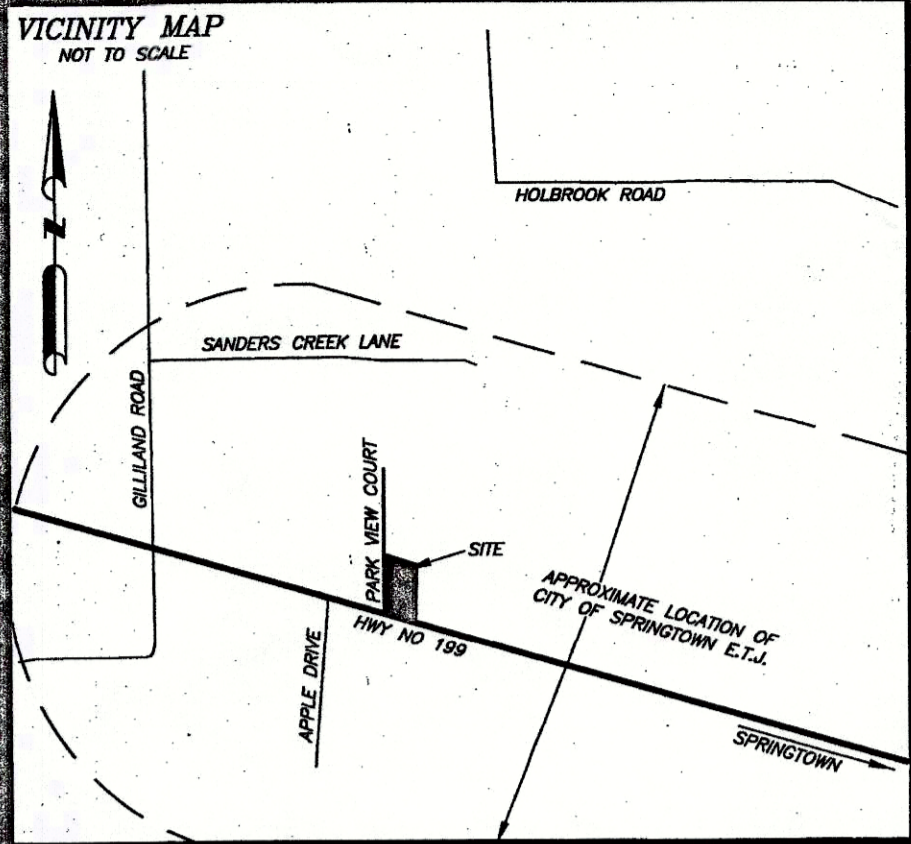 VICINITY MAP
NOT TO SCALE
N
HOLBROOK ROAD
SANDERS CREEK LANE
GILLILAND ROAD
PARK VIEW COURT
SITE
APPROXIMATE LOCATION OF
CITY OF SPRINGTOWN E.T.J.
HWY NO 199
APPLE DRIVE
SPRINGTOWN